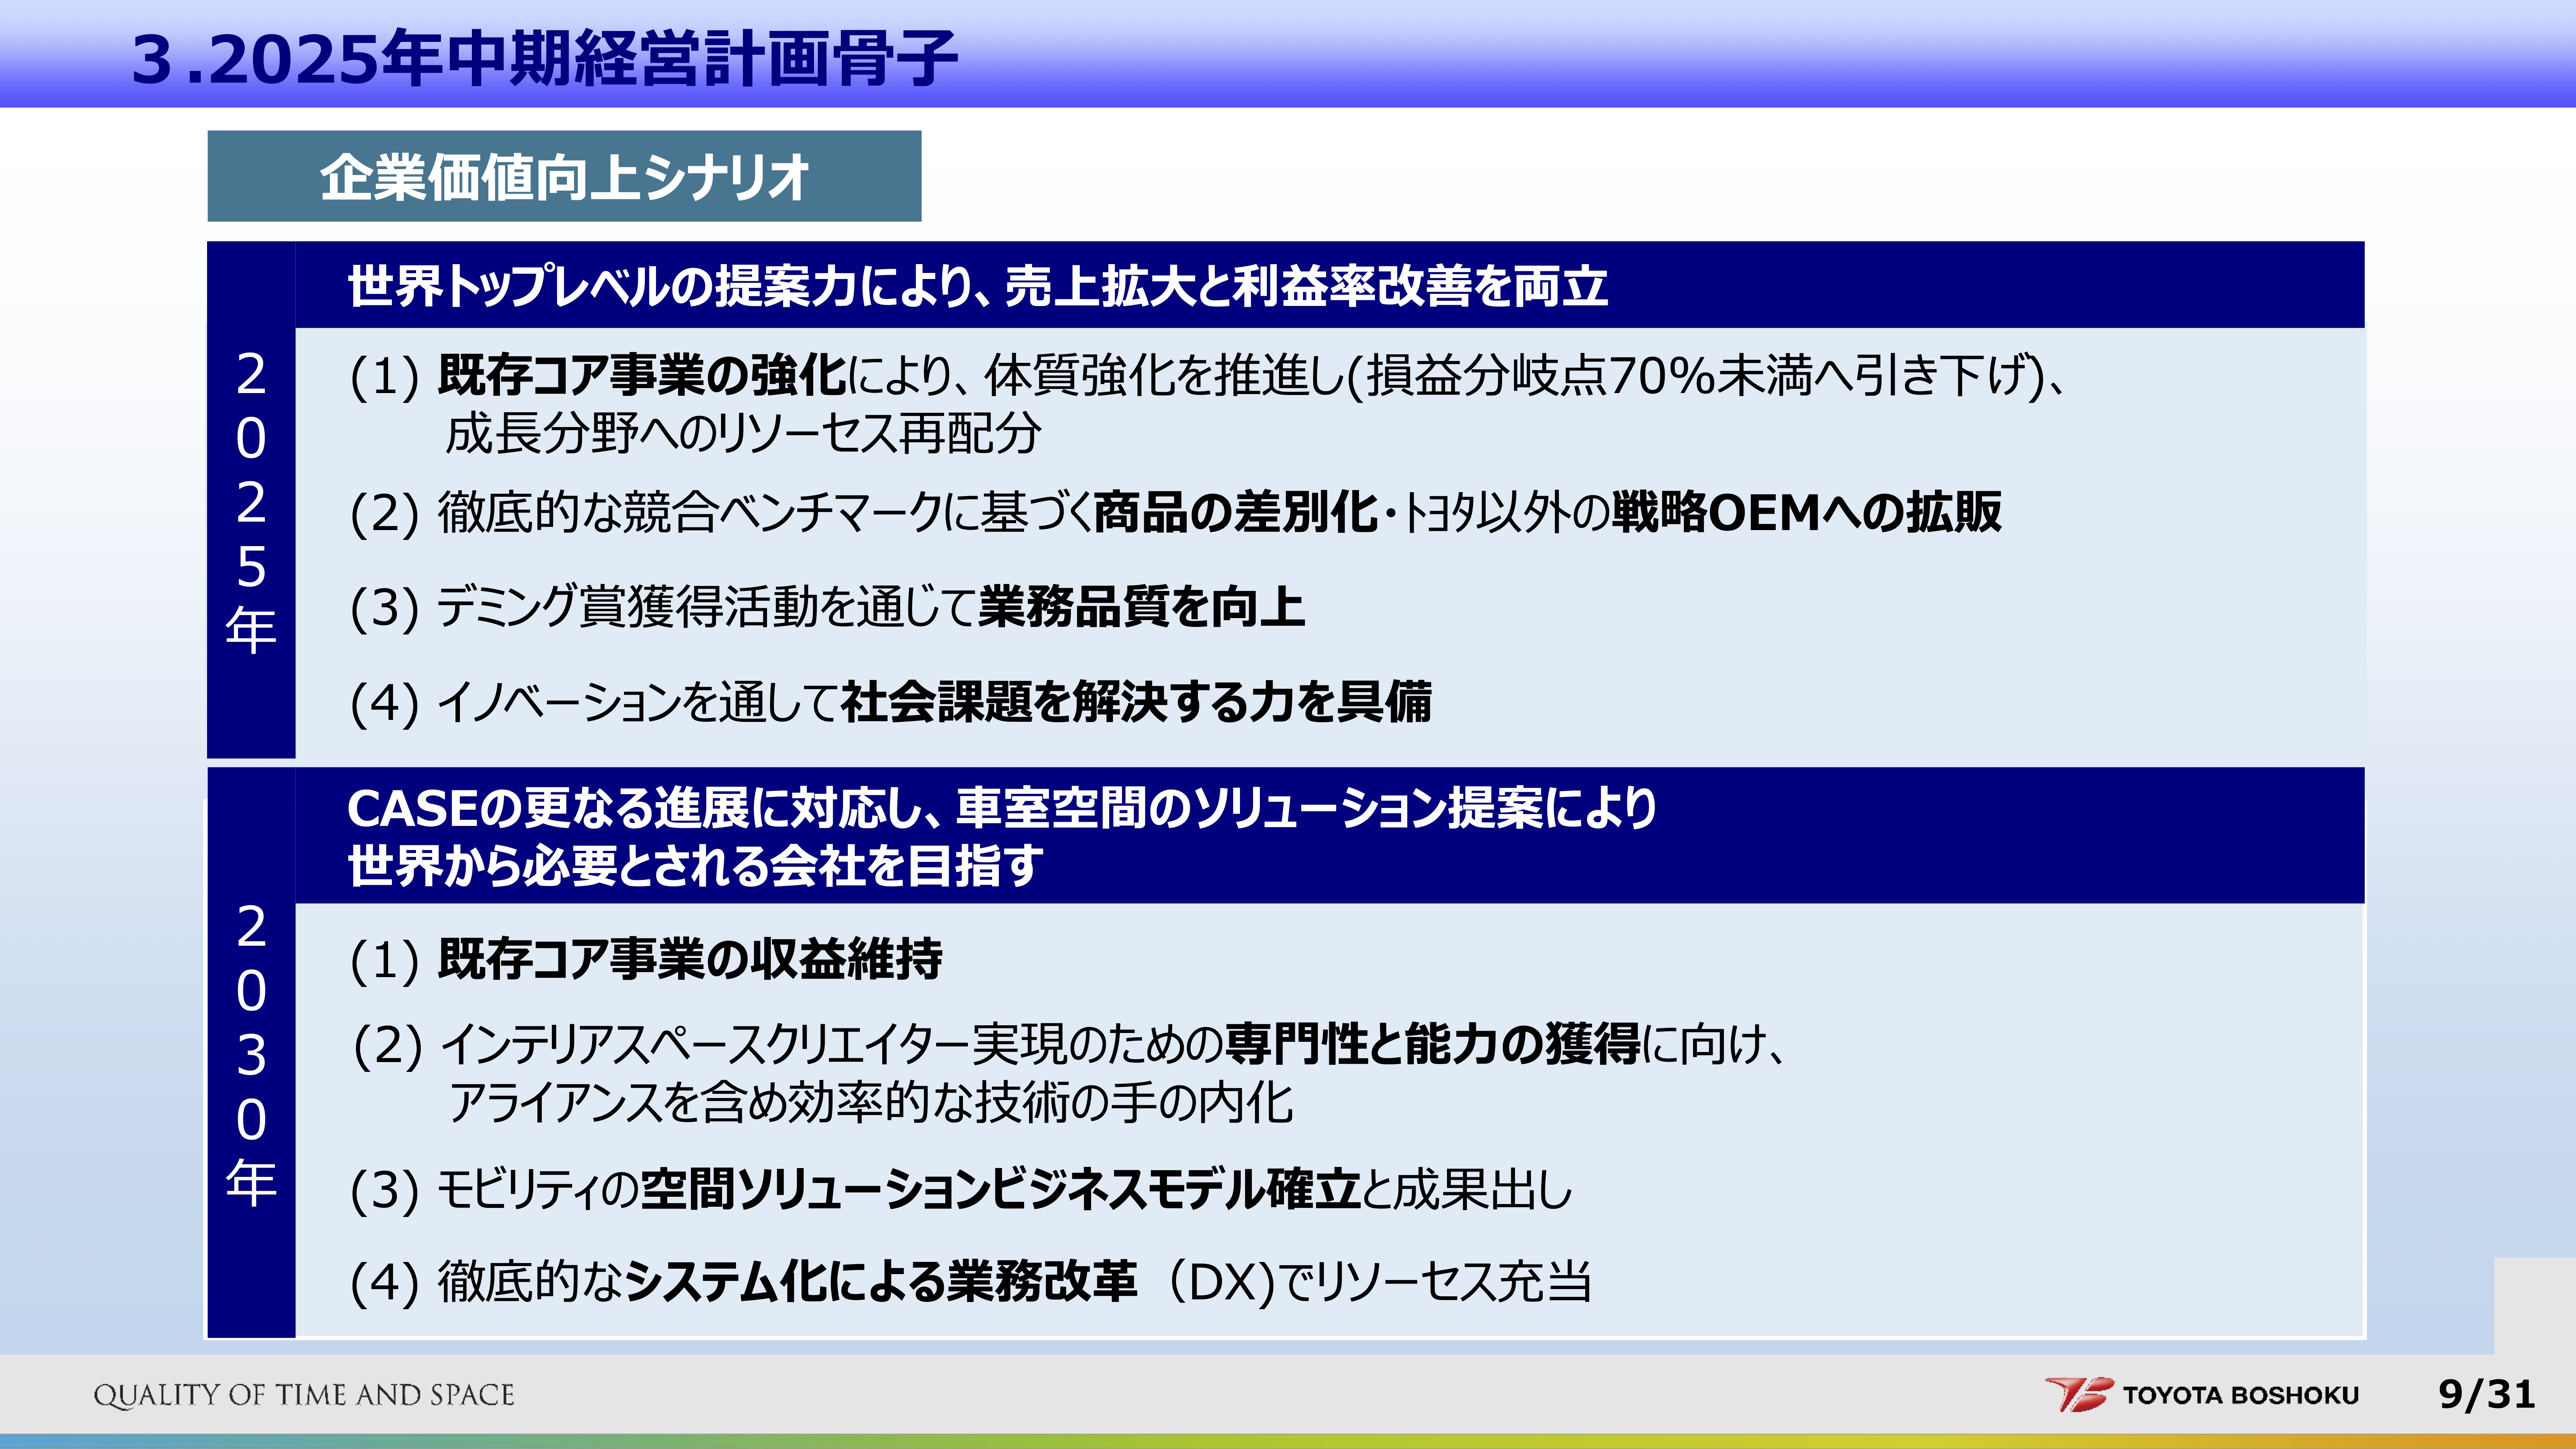 ３.2025年中期経営計画骨子
企業価値向上シナリオ
2025年
世界トップレベルの提案力により、売上拡大と利益率改善を両立
(1) 既存コア事業の強化により、体質強化を推進し(損益分岐点70%未満へ引き下げ)、
成長分野へのリソーセス再配分
(2) 徹底的な競合ベンチマークに基づく商品の差別化・ﾄﾖﾀ以外の戦略OEMへの拡販
(3) デミング賞獲得活動を通じて業務品質を向上
(4) イノベーションを通して社会課題を解決する力を具備
2030年
CASEの更なる進展に対応し、車室空間のソリューション提案により
世界から必要とされる会社を目指す
(1) 既存コア事業の収益維持
(2) インテリアスペースクリエイター実現のための専門性と能力の獲得に向け、
アライアンスを含め効率的な技術の手の内化
(3) モビリティの空間ソリューションビジネスモデル確立と成果出し
(4) 徹底的なシステム化による業務改革（DX)でリソーセス充当
QUALITY OF TIME AND SPACE
TOYOTA BOSHOKU
9/31